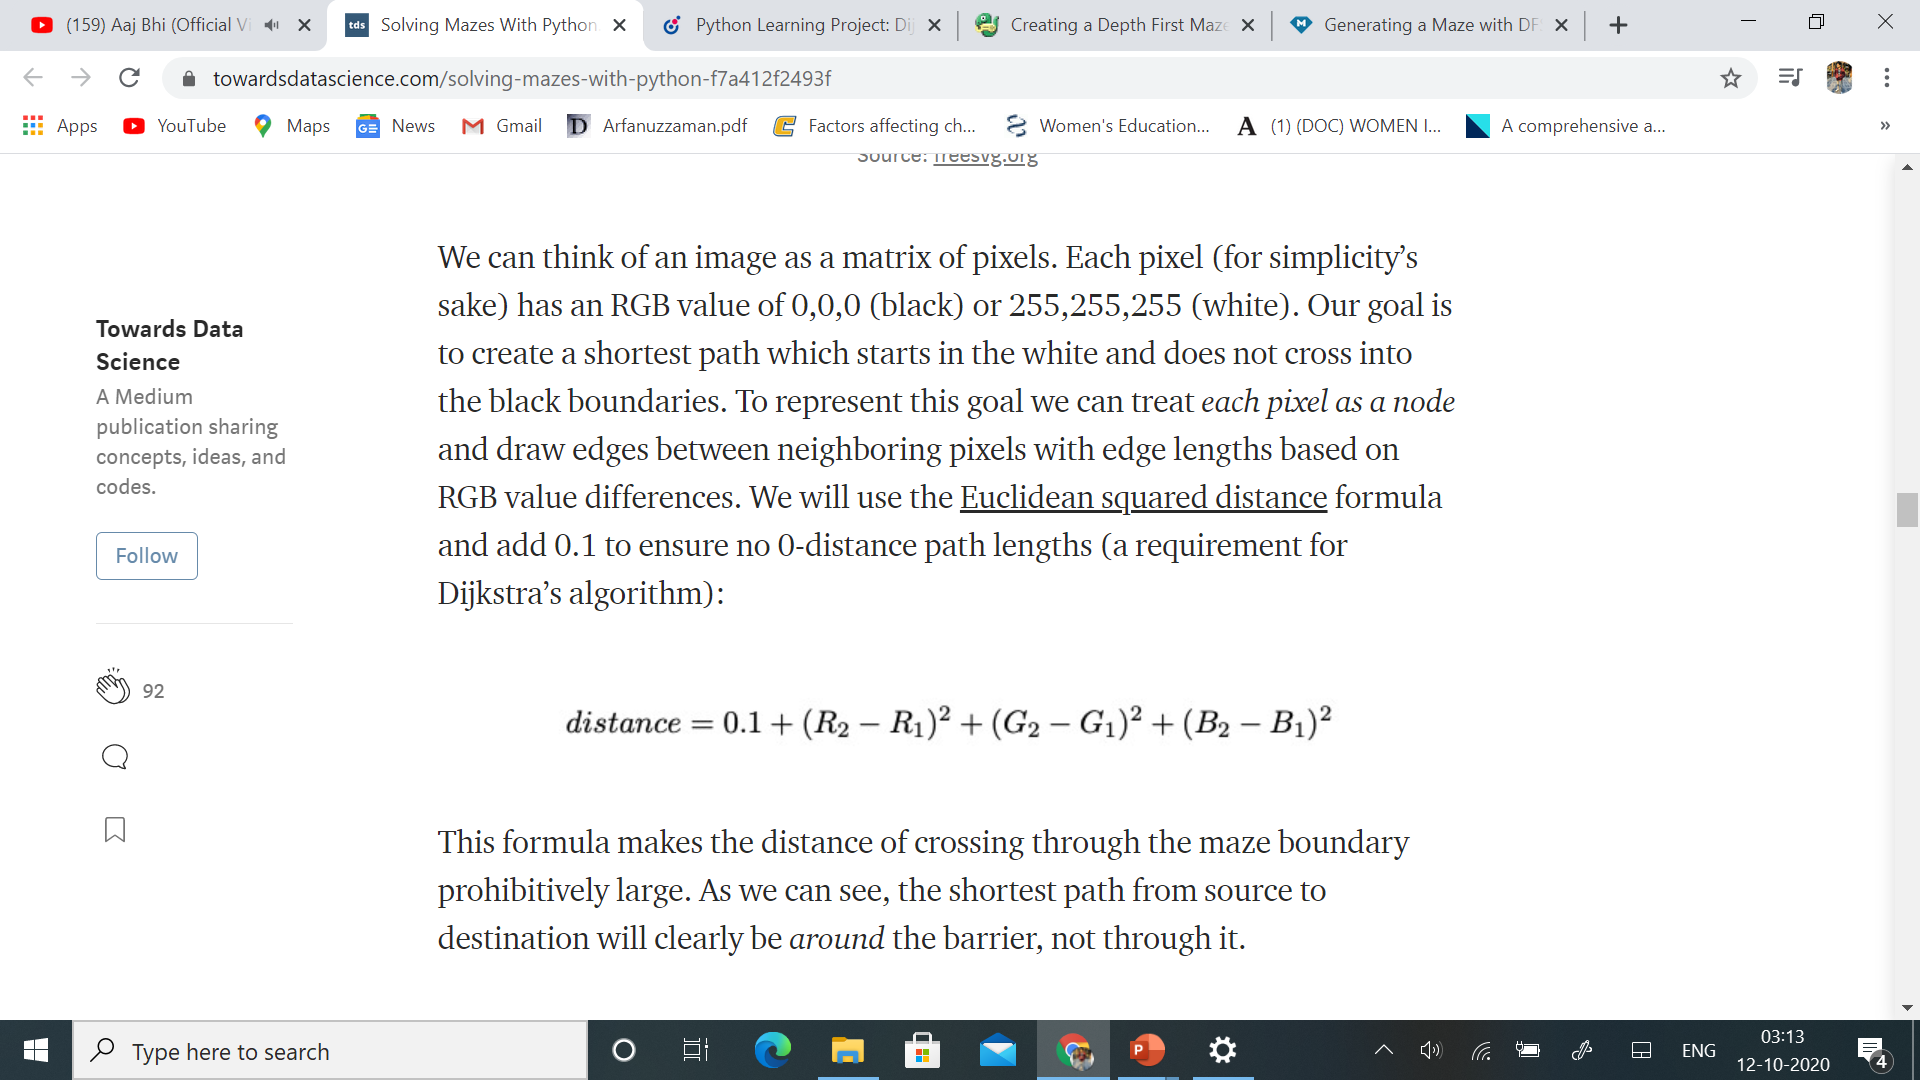 (159) Aaj Bhi (Official Vi
tds Solving Mazes With Python
Python Learning Project: Dij
Creating a Depth First Maze
Generating a Maze with DFS
towardsdatascience.com/solving-mazes-with-python-f7a412f2493f
Apps YouTube Maps News Gmail Arfanuzzaman.pdf Factors affecting ch... Women's Education... (1) (DOC) WOMEN I... A comprehensive a... »
Source: freesvg.org
We can think of an image as a matrix of pixels. Each pixel (for simplicity’s
sake) has an RGB value of 0,0,0 (black) or 255,255,255 (white). Our goal is
to create a shortest path which starts in the white and does not cross into
the black boundaries. To represent this goal we can treat each pixel as a node
and draw edges between neighboring pixels with edge lengths based on
RGB value differences. We will use the Euclidean squared distance formula
and add 0.1 to ensure no 0-distance path lengths (a requirement for
Dijkstra’s algorithm):
distance = 0.1 + (R₂ − R₁)² + (G₂ − G₁)² + (B₂ − B₁)²
This formula makes the distance of crossing through the maze boundary
prohibitively large. As we can see, the shortest path from source to
destination will clearly be around the barrier, not through it.
Towards Data
Science
A Medium
publication sharing
concepts, ideas, and
codes.
Follow
92
Type here to search
ENG
03:13
12-10-2020
4